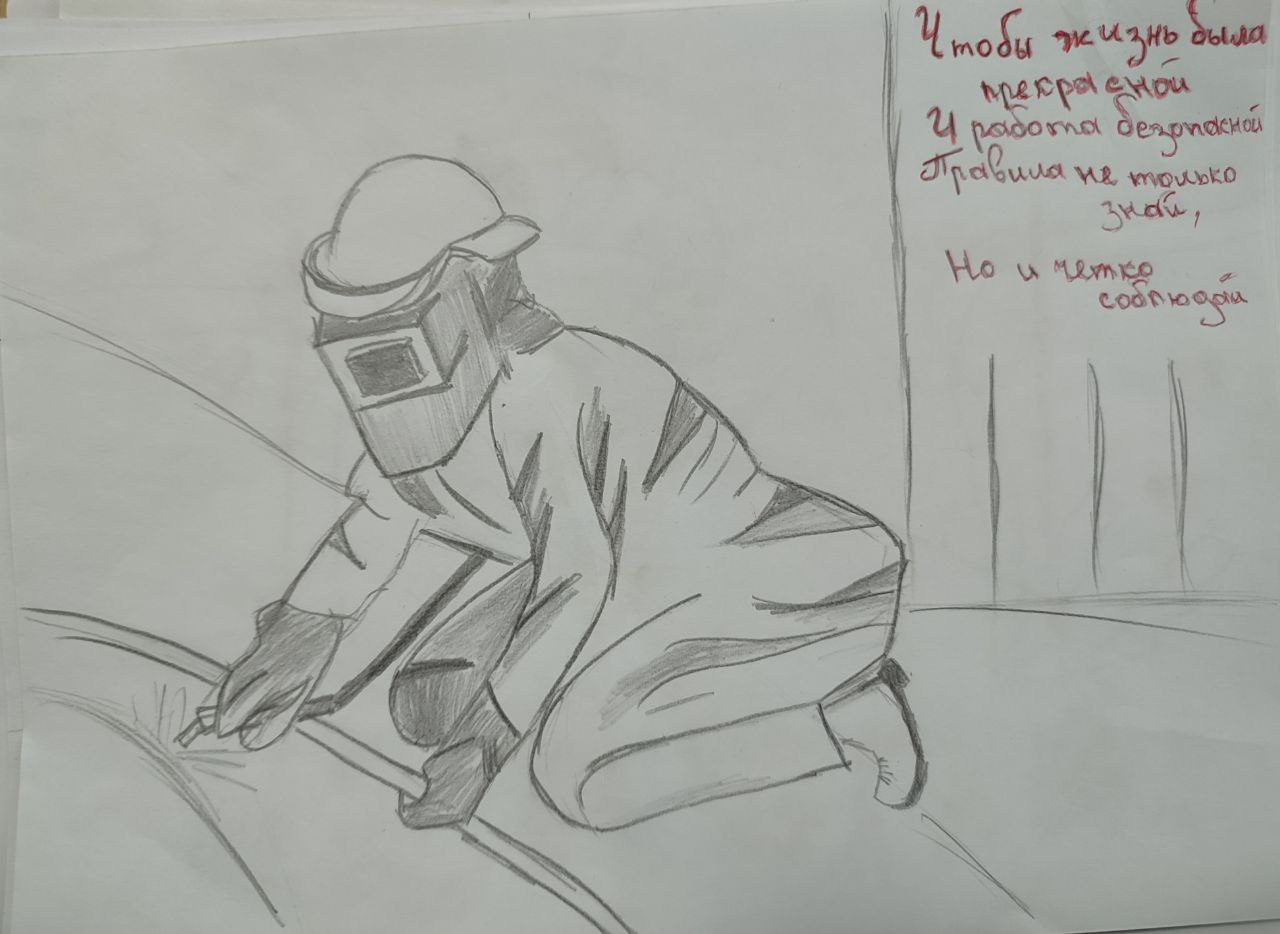 Чтобы жизнь была
прекрасной
И работа безопасной
Правила не только
знай,
Но и четко
соблюдай